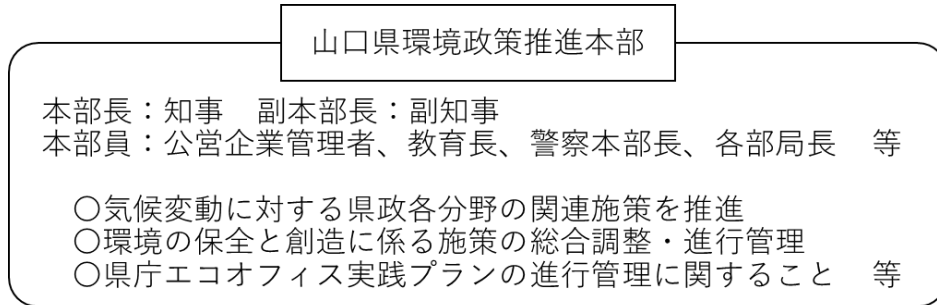 山口県環境政策推進本部
本部長：知事　副本部長：副知事
本部員：公営企業管理者、教育長、警察本部長、各部局長　等
○気候変動に対する県政各分野の関連施策を推進
○環境の保全と創造に係る施策の総合調整・進行管理
○県庁エコオフィス実践プランの進行管理に関すること　等